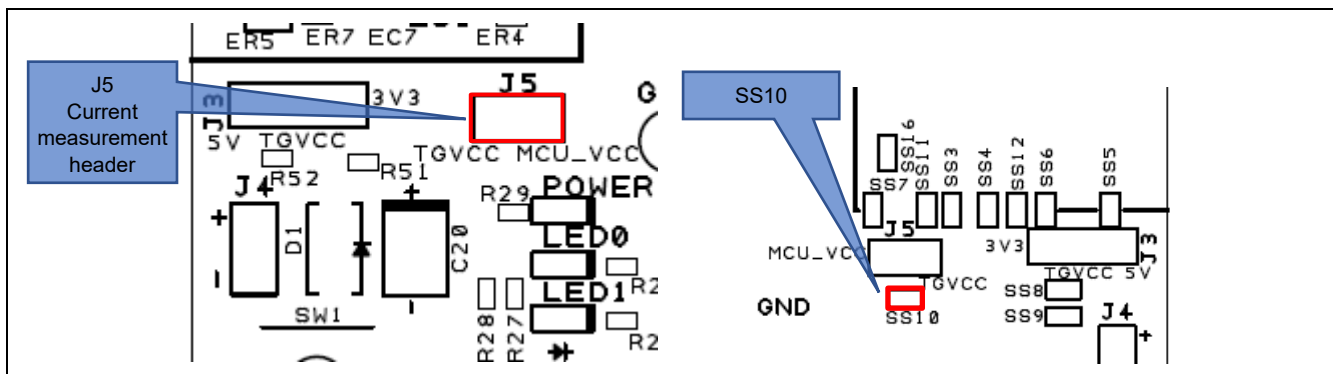 ER5
ER7
EC7
ER4
J5
Current
measurement
header
J3
3V3
5V
TGVCC
J5
TGVCC
MCU_VCC
G
R52
R51
J4
+
-
D1
+
-
C20
R29
POWER
LED0
LED1
R2
R2
R28
R27
SW1
SS10
SS16
SS7
SS11
SS3
SS4
SS12
SS6
SS5
J5
MCU_VCC
TGVCC
3V3
J3
TGVCC
5V
GND
SS10
SS8
SS9
J4
+